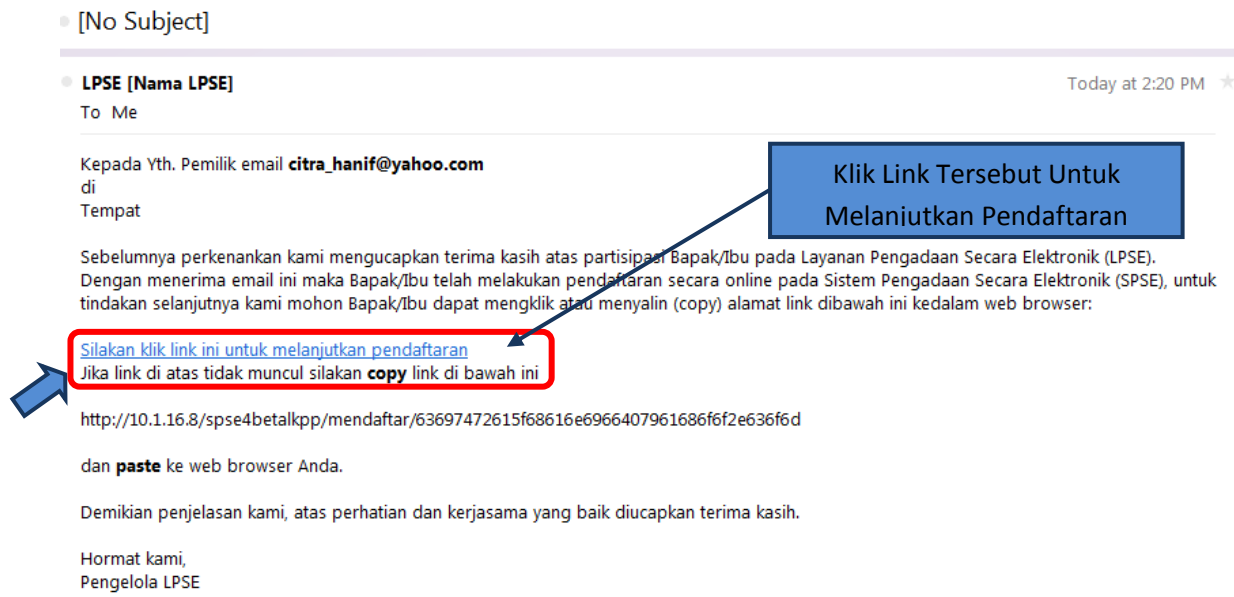 [No Subject]
LPSE [Nama LPSE]
Today at 2:20 PM
To Me
Kepada Yth. Pemilik email citra_hanif@yahoo.com
di
Tempat
Klik Link Tersebut Untuk
Melanjutkan Pendaftaran
Sebelumnya perkenankan kami mengucapkan terima kasih atas partisipasi Bapak/Ibu pada Layanan Pengadaan Secara Elektronik (LPSE).
Dengan menerima email ini maka Bapak/Ibu telah melakukan pendaftaran secara online pada Sistem Pengadaan Secara Elektronik (SPSE), untuk
tindakan selanjutnya kami mohon Bapak/Ibu dapat mengklik atau menyalin (copy) alamat link dibawah ini kedalam web browser:
Silakan klik link ini untuk melanjutkan pendaftaran
Jika link di atas tidak muncul silakan copy link di bawah ini
http://10.1.16.8/spse4betalkpp/mendaftar/63697472615f68616e6966407961686f6f2e636f6d
dan paste ke web browser Anda.
Demikian penjelasan kami, atas perhatian dan kerjasama yang baik diucapkan terima kasih.
Hormat kami,
Pengelola LPSE